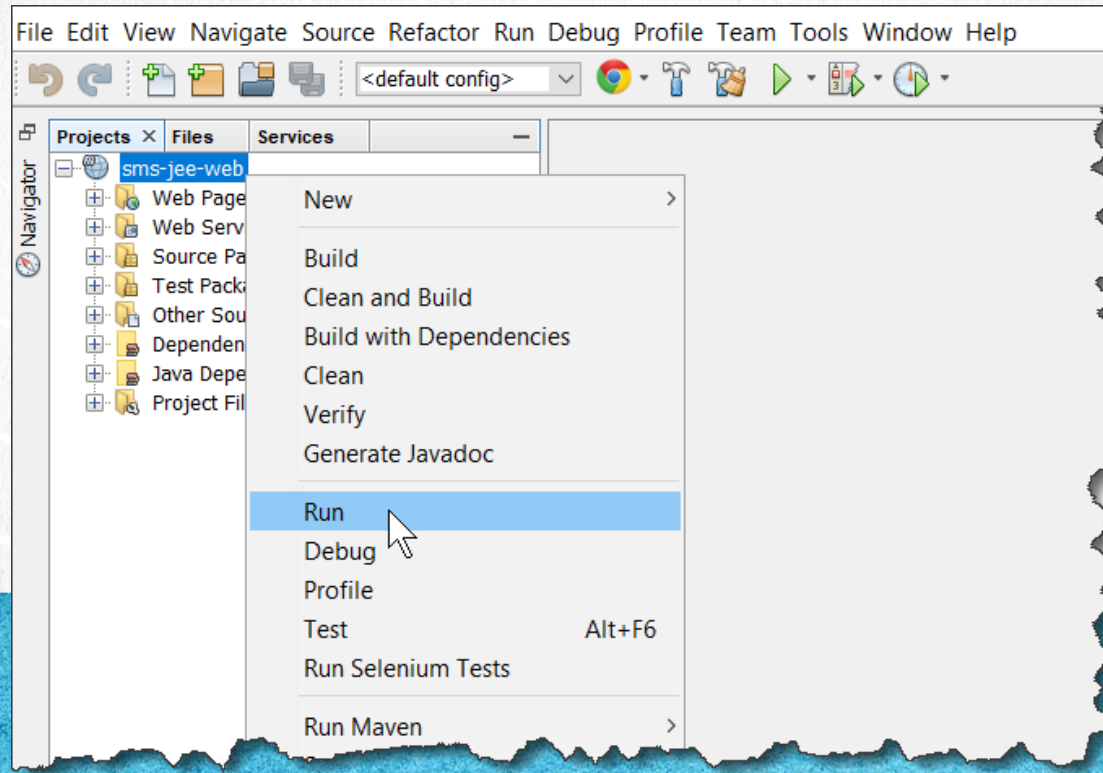 File Edit View Navigate Source Refactor Run Debug Profile Team Tools Window Help
<default config>
Projects Files Services
Navigator
sms-jee-web
Web Page
Web Serv
Source Pa
Test Pack
Other Sou
Dependen
Java Depe
Project Fil
New
Build
Clean and Build
Build with Dependencies
Clean
Verify
Generate Javadoc
Run
Debug
Profile
Test Alt+F6
Run Selenium Tests
Run Maven